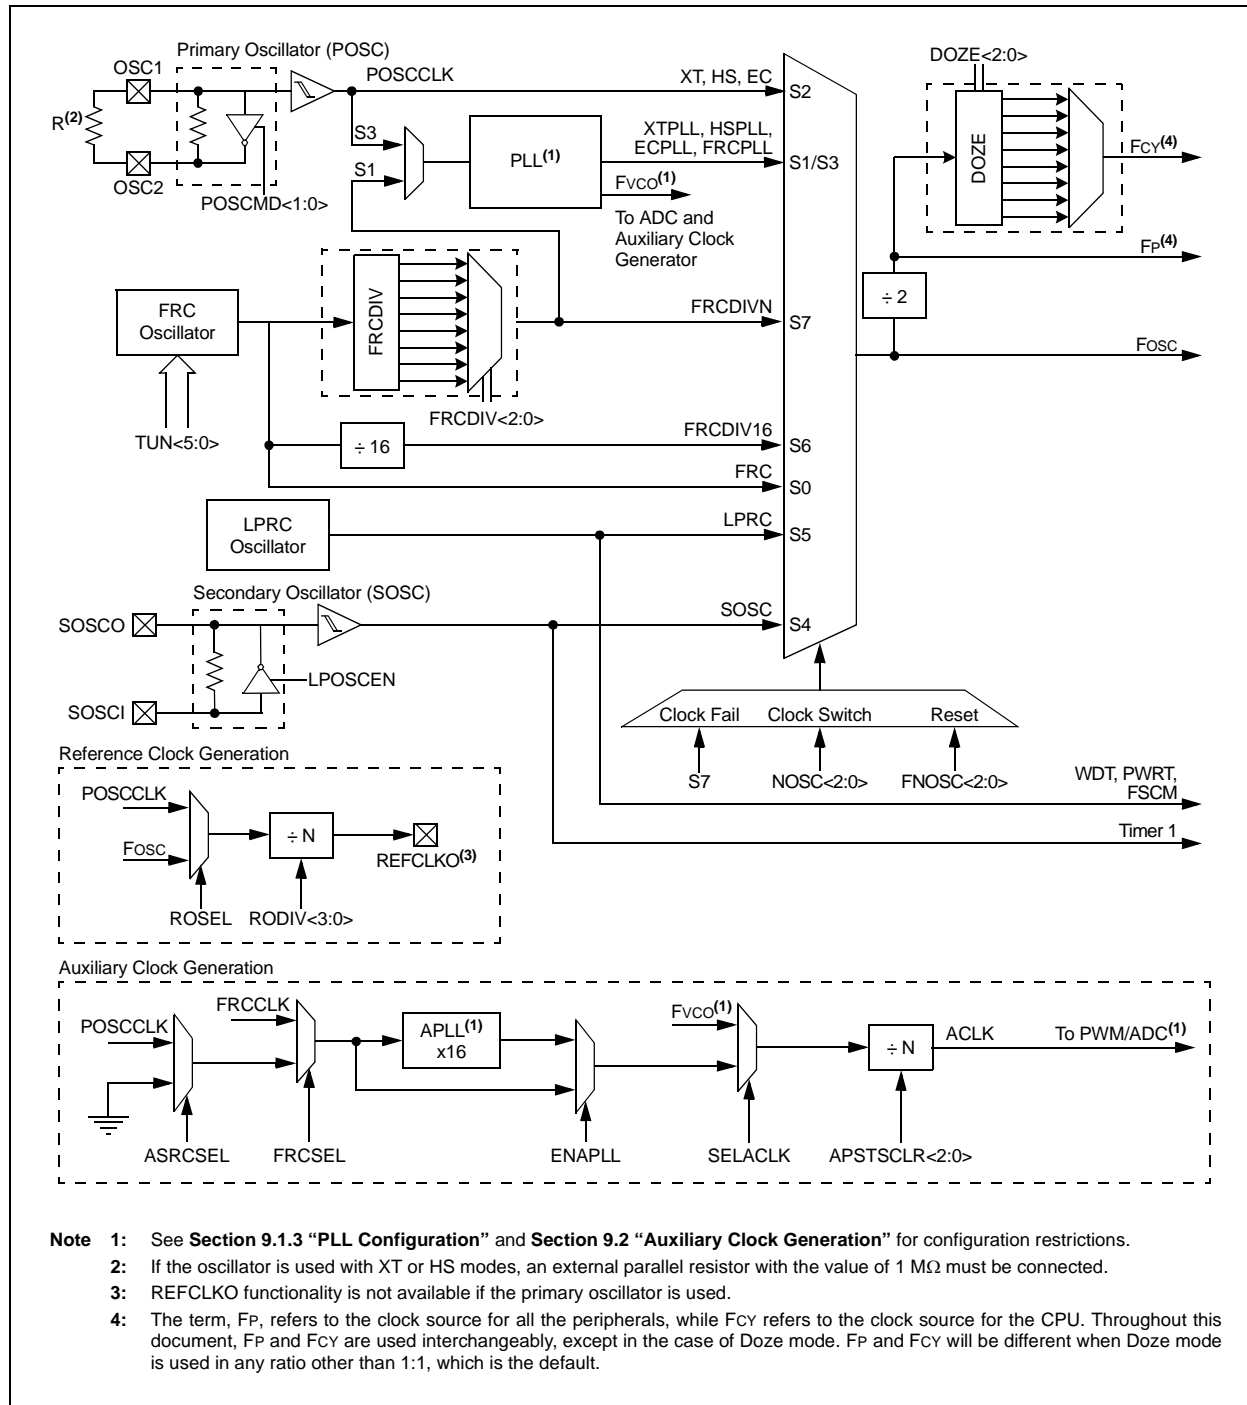 Primary Oscillator (POSC)
OSC1
POSCCLK
R(2)
OSC2
POSCMD<1:0>
S3
S1
PLL(1)
XT, HS, EC
S2
XTPLL, HSPLL,
ECPLL, FRCPLL
S1/S3
FVCO(1)
To ADC and
Auxiliary Clock
Generator
DOZE<2:0>
DOZE
FCY(4)
FP(4)
÷ 2
FOSC
FRC
Oscillator
TUN<5:0>
FRCDIV
FRCDIV<2:0>
FRCDIVN
S7
÷ 16
FRCDIV16
S6
FRC
S0
LPRC
Oscillator
LPRC
S5
Secondary Oscillator (SOSC)
SOSCO
SOSCI
LPOSCEN
SOSC
S4
Clock Fail
Clock Switch
Reset
S7
NOSC<2:0>
FNOSC<2:0>
WDT, PWRT,
FSCM
Timer 1
Reference Clock Generation
POSCCLK
FOSC
÷ N
REFCLKO(3)
ROSEL
RODIV<3:0>
Auxiliary Clock Generation
POSCCLK
FRCCLK
APLL(1)
x16
FVCO(1)
÷ N
ACLK
To PWM/ADC(1)
ASRCSEL
FRCSEL
ENAPLL
SELACLK
APSTSCLR<2:0>
Note 1: See Section 9.1.3 “PLL Configuration” and Section 9.2 “Auxiliary Clock Generation” for configuration restrictions.
2: If the oscillator is used with XT or HS modes, an external parallel resistor with the value of 1 MΩ must be connected.
3: REFCLKO functionality is not available if the primary oscillator is used.
4: The term, FP, refers to the clock source for all the peripherals, while FCY refers to the clock source for the CPU. Throughout this
document, FP and FCY are used interchangeably, except in the case of Doze mode. FP and FCY will be different when Doze mode
is used in any ratio other than 1:1, which is the default.